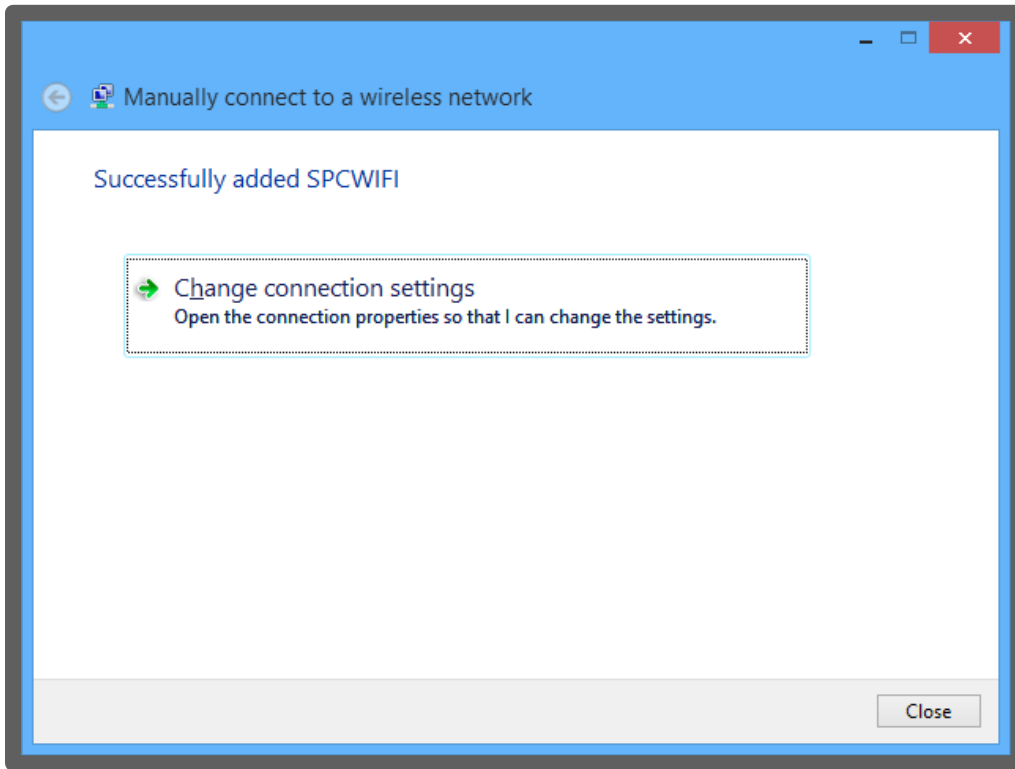 Manually connect to a wireless network
Successfully added SPCWIFI
Change connection settings
Open the connection properties so that I can change the settings.
Close